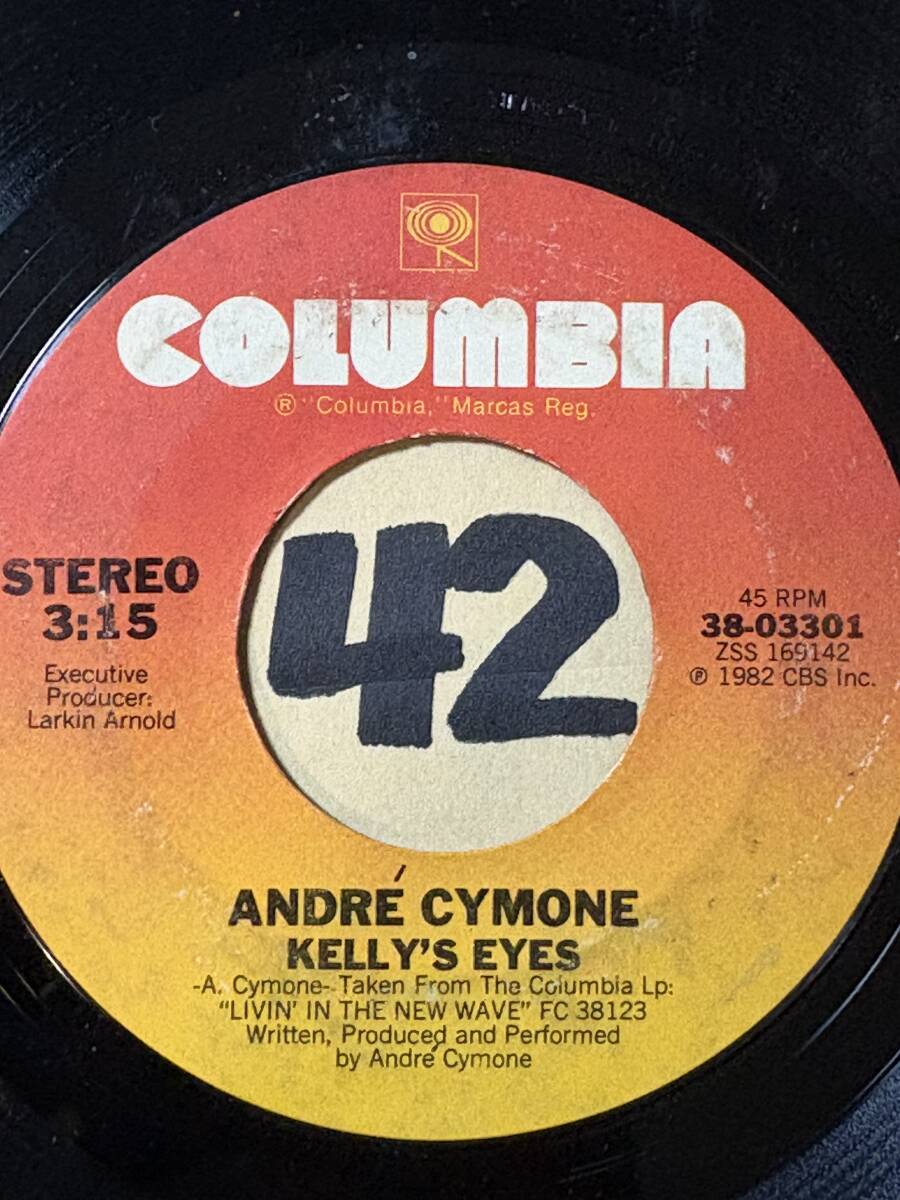 COLUMBIA
® "Columbia," Marcas Reg.
STEREO
3:15
Executive
Producer:
Larkin Arnold
42
45 RPM
38-03301
ZSS 169142
℗ 1982 CBS Inc.
ANDRÉ CYMONE
KELLY'S EYES
-A. Cymone- Taken From The Columbia Lp:
"LIVIN' IN THE NEW WAVE" FC 38123
Written, Produced and Performed
by André Cymone